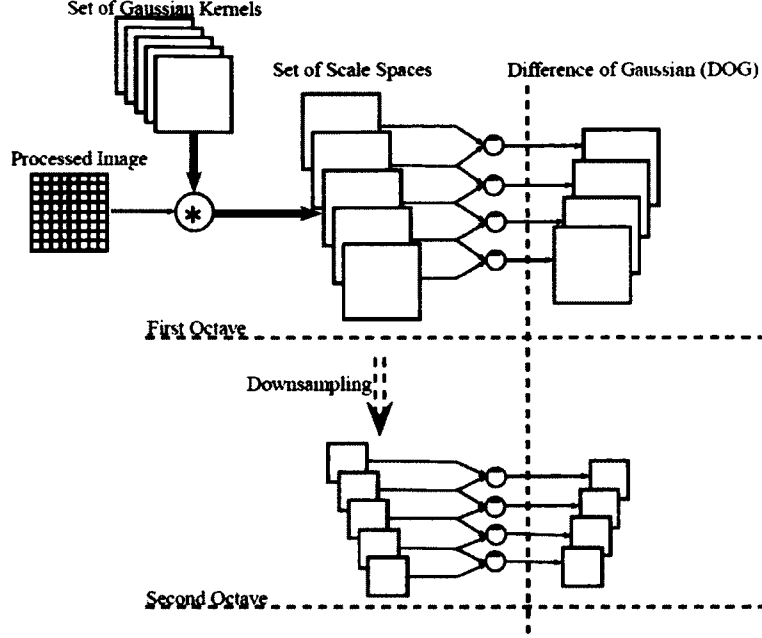 Set of Gaussian Kernels
Set of Scale Spaces
Difference of Gaussian (DOG)
Processed Image
*
First Octave
Downsampling
Second Octave